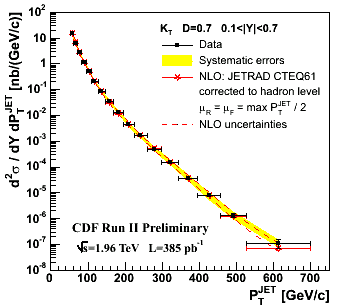 K_T D=0.7 0.1<|Y|<0.7
Data
Systematic errors
NLO: JETRAD CTEQ61
corrected to hadron level
μ_R = μ_F = max P_T^JET / 2
NLO uncertainties
d²σ / dY dP_T^JET [nb/(GeV/c)]
10²
10
1
10⁻¹
10⁻²
10⁻³
10⁻⁴
10⁻⁵
10⁻⁶
10⁻⁷
10⁻⁸
CDF Run II Preliminary
√s=1.96 TeV L=385 pb⁻¹
0 100 200 300 400 500 600 700
P_T^JET [GeV/c]